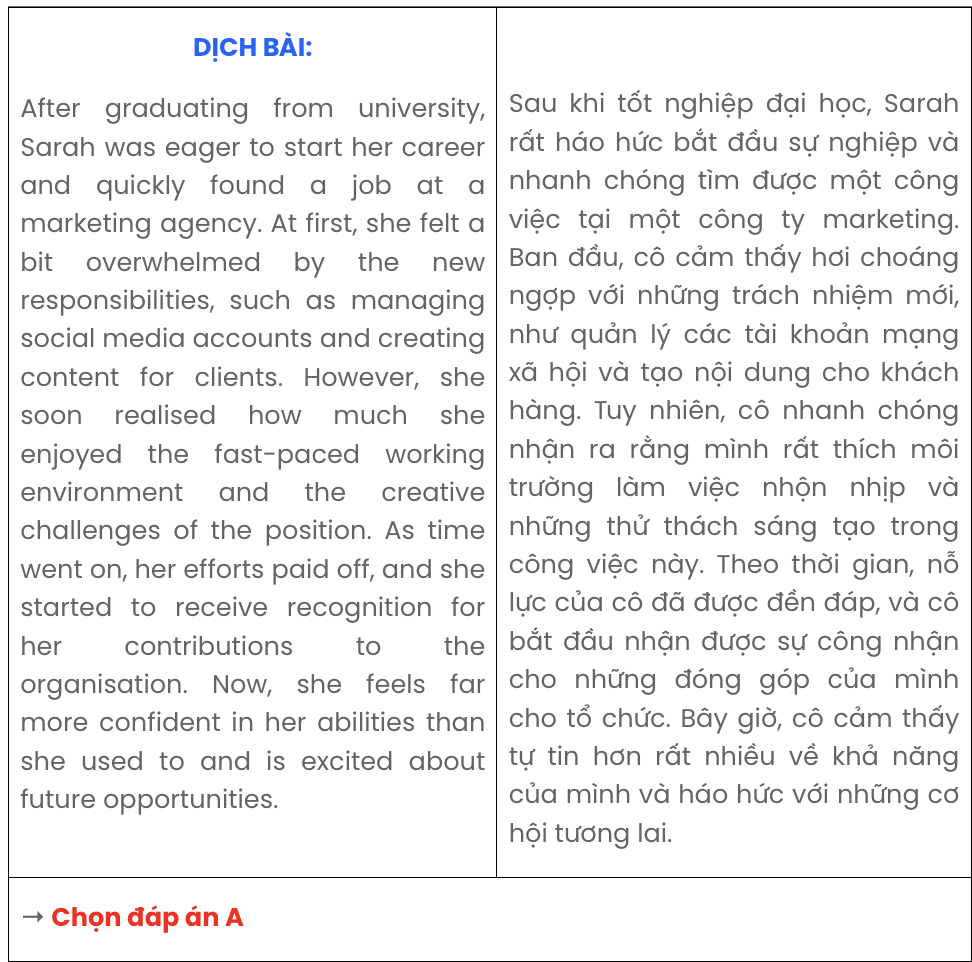 DỊCH BÀI:
After graduating from university,
Sarah was eager to start her career
and quickly found a job at a
marketing agency. At first, she felt a
bit overwhelmed by the new
responsibilities, such as managing
social media accounts and creating
content for clients. However, she
soon realised how much she
enjoyed the fast-paced working
environment and the creative
challenges of the position. As time
went on, her efforts paid off, and she
started to receive recognition for
her contributions to the
organisation. Now, she feels far
more confident in her abilities than
she used to and is excited about
future opportunities.
Sau khi tốt nghiệp đại học, Sarah
rất háo hức bắt đầu sự nghiệp và
nhanh chóng tìm được một công
việc tại một công ty marketing.
Ban đầu, cô cảm thấy hơi choáng
ngợp với những trách nhiệm mới,
như quản lý các tài khoản mạng
xã hội và tạo nội dung cho khách
hàng. Tuy nhiên, cô nhanh chóng
nhận ra rằng mình rất thích môi
trường làm việc nhộn nhịp và
những thử thách sáng tạo trong
công việc này. Theo thời gian, nỗ
lực của cô đã được đền đáp, và cô
bắt đầu nhận được sự công nhận
cho những đóng góp của mình
cho tổ chức. Bây giờ, cô cảm thấy
tự tin hơn rất nhiều về khả năng
của mình và háo hức với những cơ
hội tương lai.
→ Chọn đáp án A